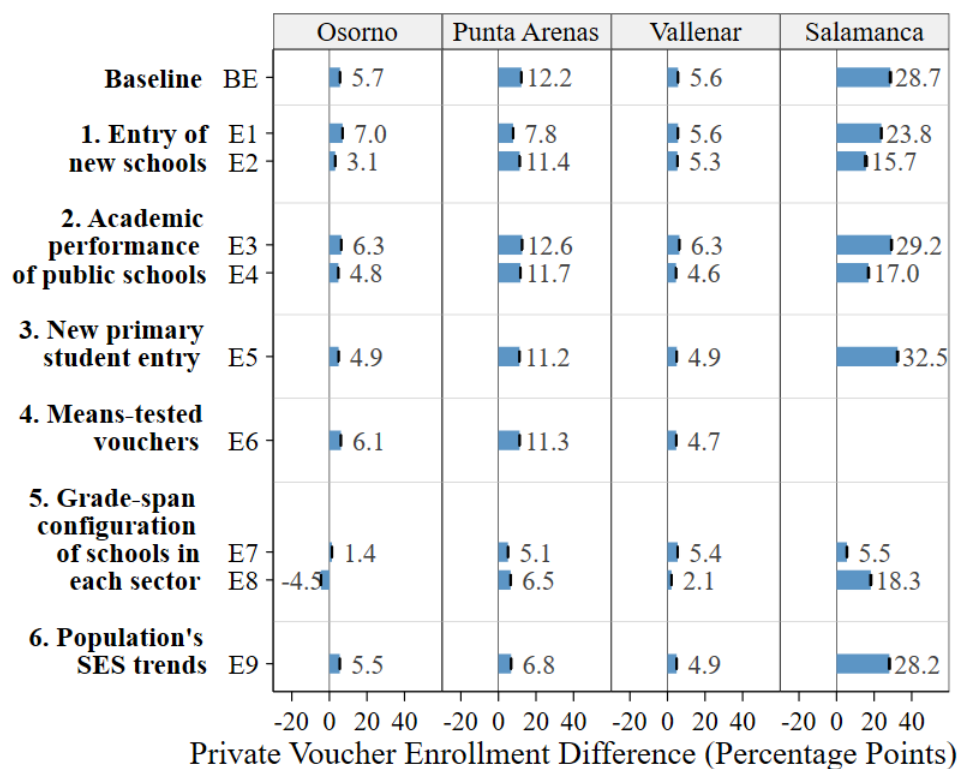 Osorno Punta Arenas Vallenar Salamanca
Baseline BE 5.7 12.2 5.6 28.7
1. Entry of E1 7.0 7.8 5.6 23.8
new schools E2 3.1 11.4 5.3 15.7
2. Academic
performance E3 6.3 12.6 6.3 29.2
of public schools E4 4.8 11.7 4.6 17.0
3. New primary
student entry E5 4.9 11.2 4.9 32.5
4. Means-tested
vouchers E6 6.1 11.3 4.7
5. Grade-span
configuration
of schools in E7 1.4 5.1 5.4 5.5
each sector E8 -4.5 6.5 2.1 18.3
6. Population's
SES trends E9 5.5 6.8 4.9 28.2
-20 0 20 40 -20 0 20 40 -20 0 20 40 -20 0 20 40
Private Voucher Enrollment Difference (Percentage Points)